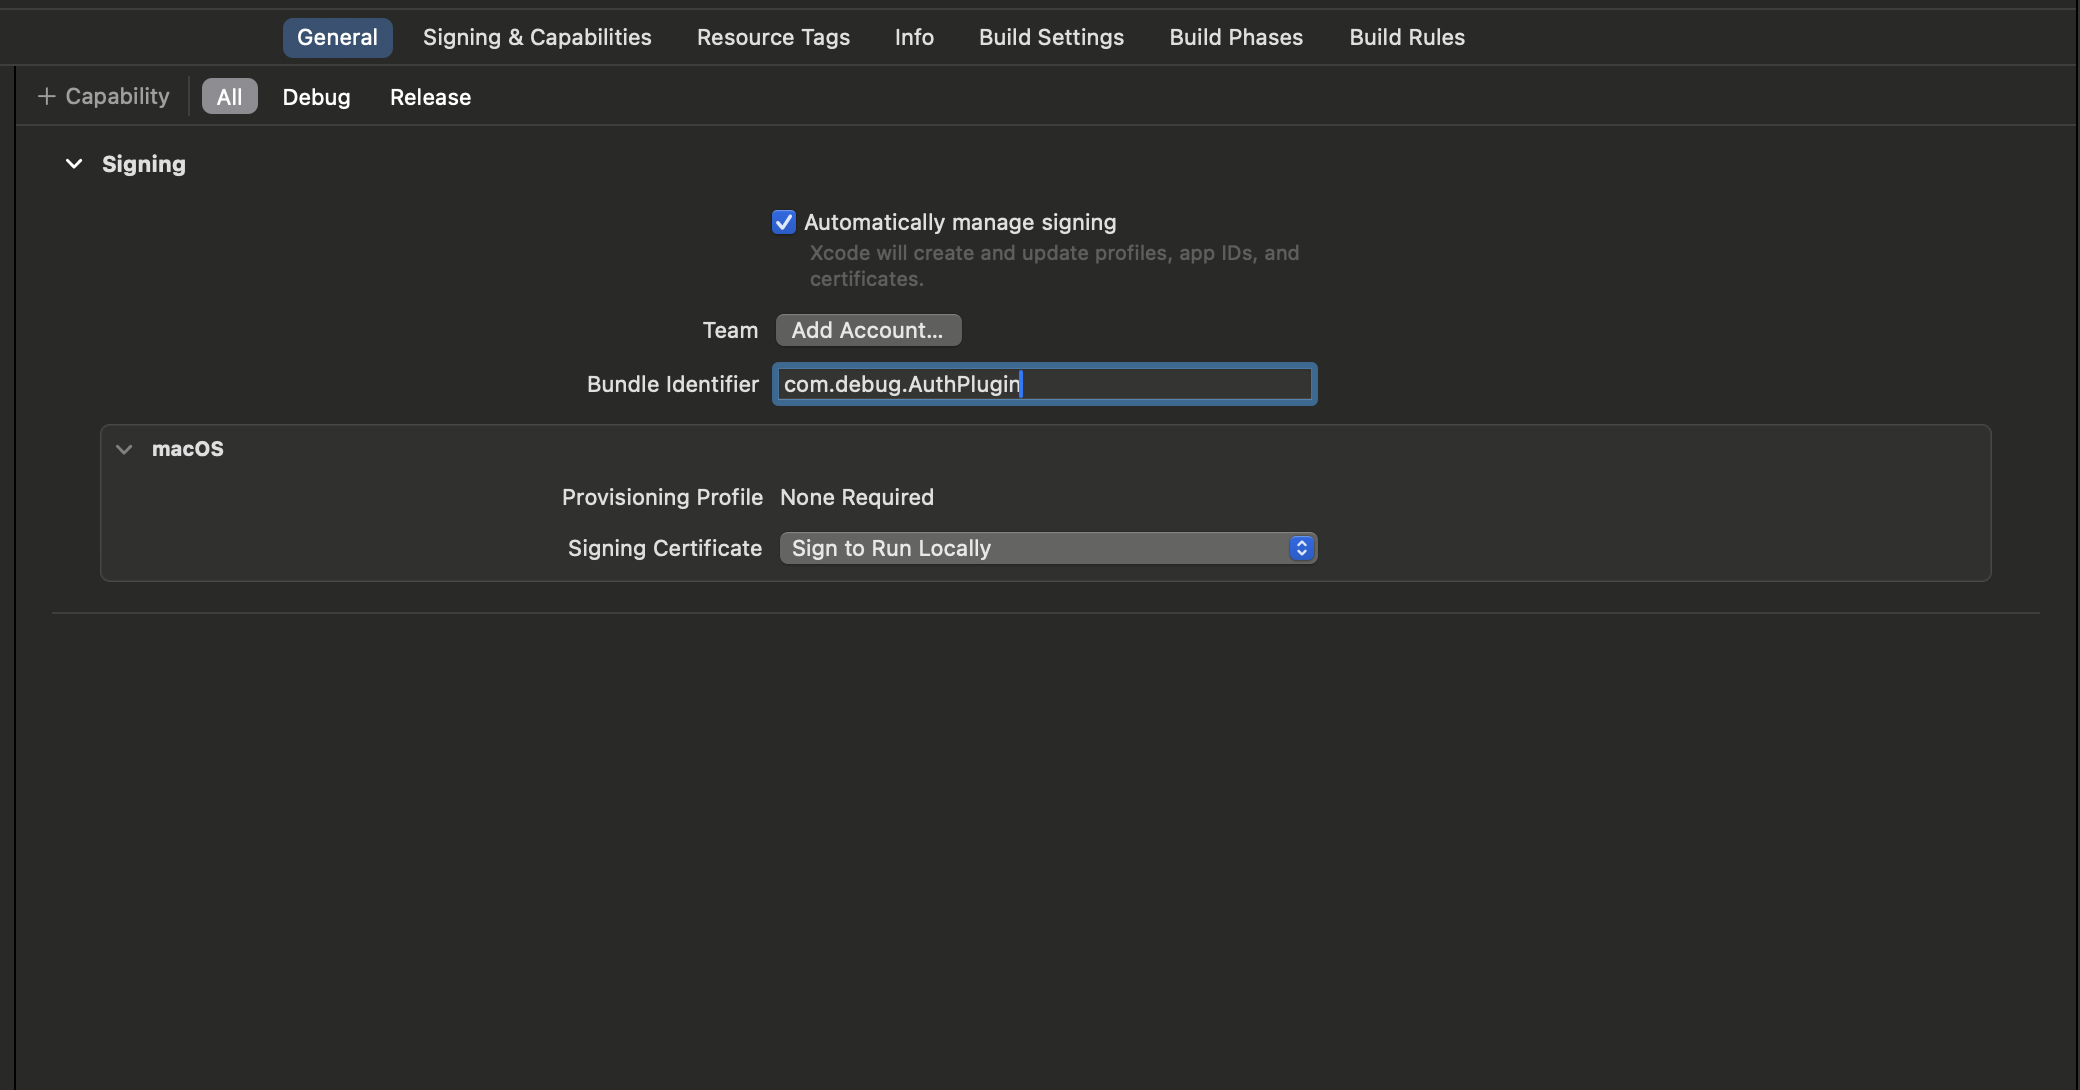 General Signing & Capabilities Resource Tags Info Build Settings Build Phases Build Rules
+ Capability All Debug Release
Signing
Automatically manage signing
Xcode will create and update profiles, app IDs, and
certificates.
Team Add Account...
Bundle Identifier com.debug.AuthPlugin
macOS
Provisioning Profile None Required
Signing Certificate Sign to Run Locally